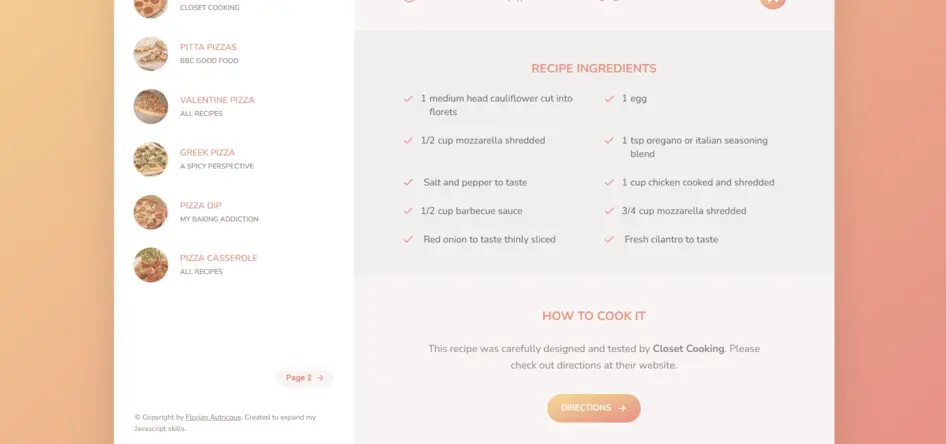 CLOSET COOKING
PITTA PIZZAS
BBC GOOD FOOD
VALENTINE PIZZA
ALL RECIPES
GREEK PIZZA
A SPICY PERSPECTIVE
PIZZA DIP
MY BAKING ADDICTION
PIZZA CASSEROLE
ALL RECIPES
Page 2 →
© Copyright by Florian Autricque. Created to expand my
Javascript skills.
RECIPE INGREDIENTS
1 medium head cauliflower cut into
florets
1 egg
1/2 cup mozzarella shredded
1 tsp oregano or italian seasoning
blend
Salt and pepper to taste
1 cup chicken cooked and shredded
1/2 cup barbecue sauce
3/4 cup mozzarella shredded
Red onion to taste thinly sliced
Fresh cilantro to taste
HOW TO COOK IT
This recipe was carefully designed and tested by Closet Cooking. Please
check out directions at their website.
DIRECTIONS →